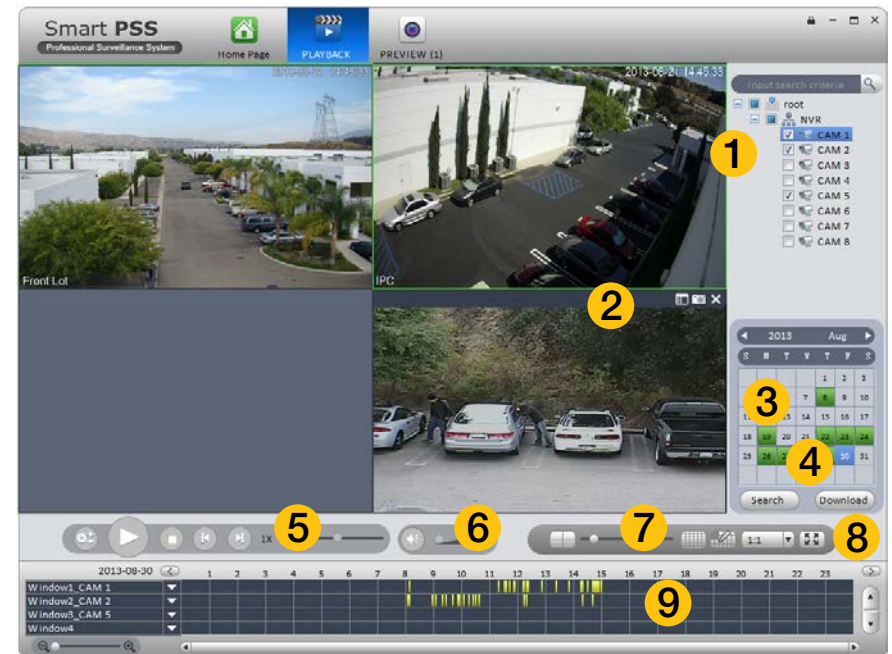 Smart PSS
Professional Surveillance System
Home Page
PLAYBACK
PREVIEW (1)
14:45:33
2013-08-21 14:45:33
Front Lot
IPC
Input search criteria
root
NVR
CAM 1
CAM 2
CAM 3
CAM 4
CAM 5
CAM 6
CAM 7
CAM 8
1
2
3
4
2013 Aug
S M T W T F S
1 2 3
7 8 9 10
14 15 16 17
18 19 20 21 22 23 24
26 30 31
Search
Download
1X
5
6
7
1:1
8
2013-08-30
1 2 3 4 5 6 7 8 9 10 11 12 13 14 15 16 17 18 19 20 21 22 23
Window1_CAM 1
Window2_CAM 2
Window3_CAM 5
Window4
9